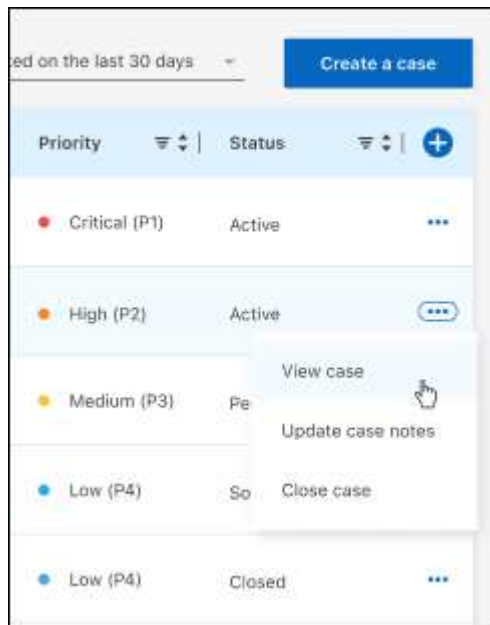 ed on the last 30 days
Create a case
Priority Status
Critical (P1) Active
High (P2) Active
View case
Medium (P3) Pe
Update case notes
Low (P4) So Close case
Low (P4) Closed